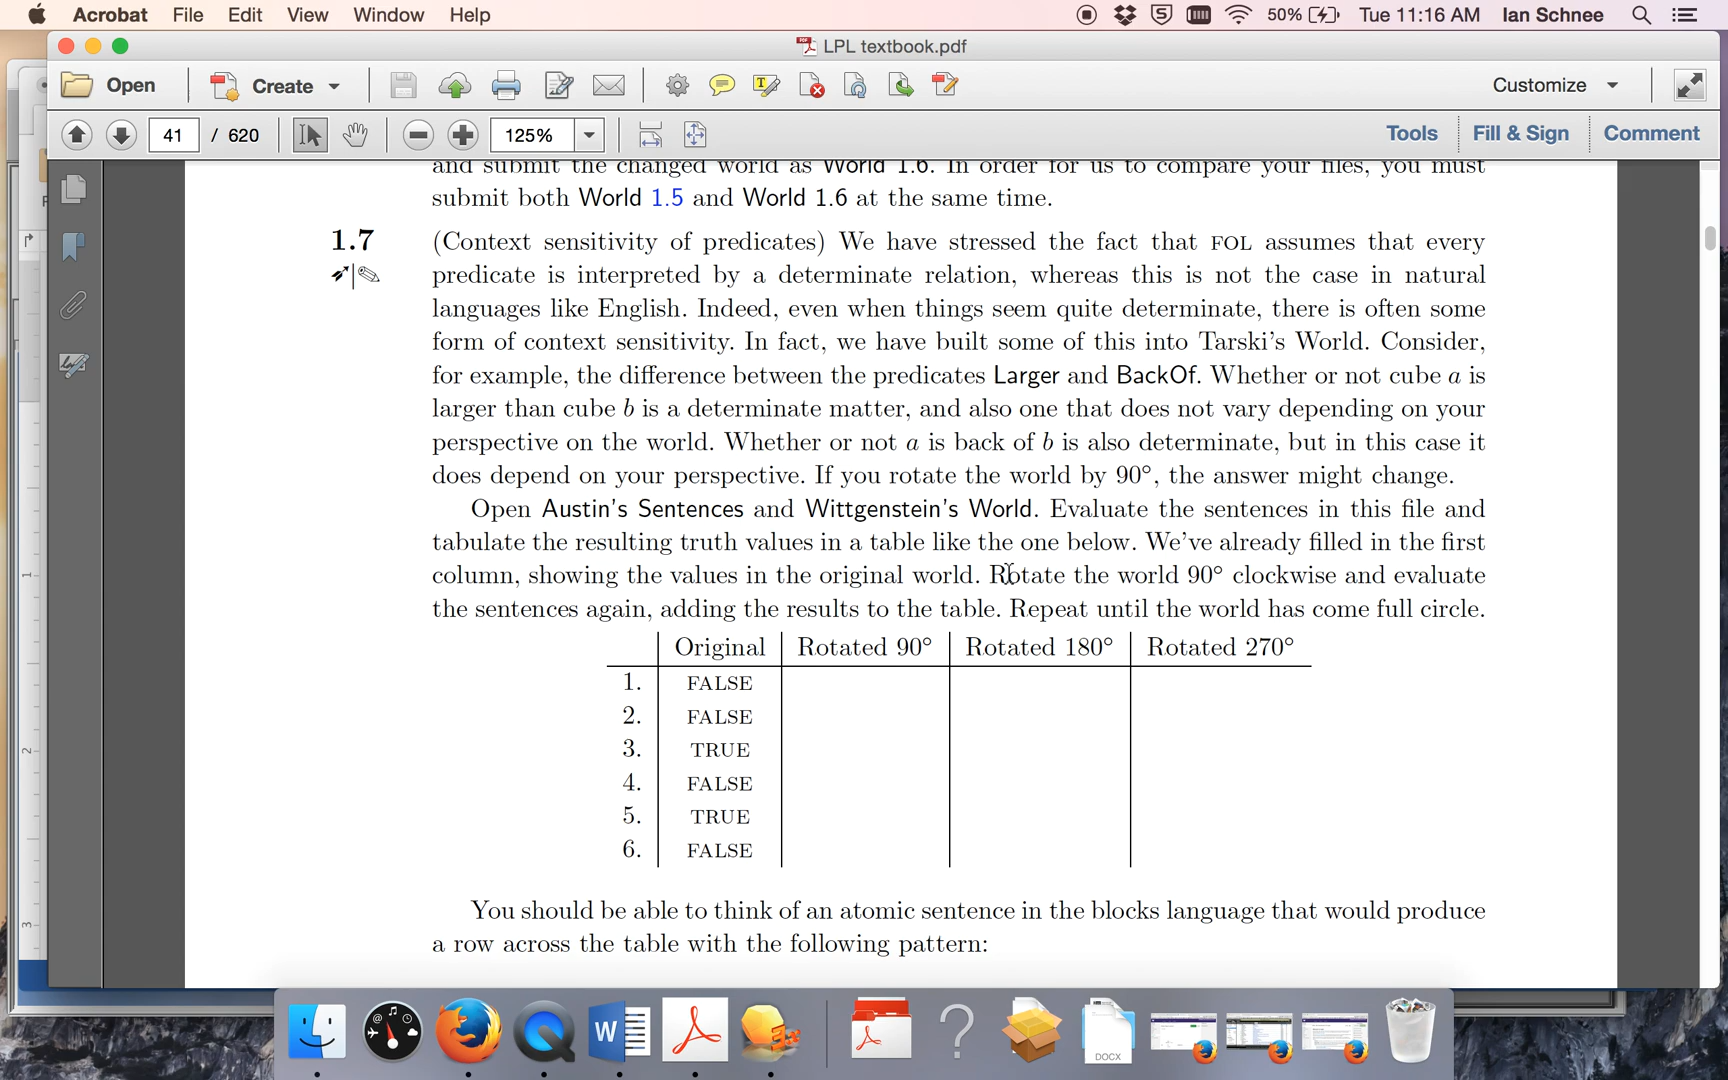 Acrobat File Edit View Window Help 50% Tue 11:16 AM Ian Schnee
LPL textbook.pdf
Open Create Customize
41 / 620 125% Tools Fill & Sign Comment
and submit the changed world as World 1.6. In order for us to compare your files, you must
submit both World 1.5 and World 1.6 at the same time.
1.7 (Context sensitivity of predicates) We have stressed the fact that FOL assumes that every
predicate is interpreted by a determinate relation, whereas this is not the case in natural
languages like English. Indeed, even when things seem quite determinate, there is often some
form of context sensitivity. In fact, we have built some of this into Tarski's World. Consider,
for example, the difference between the predicates Larger and BackOf. Whether or not cube a is
larger than cube b is a determinate matter, and also one that does not vary depending on your
perspective on the world. Whether or not a is back of b is also determinate, but in this case it
does depend on your perspective. If you rotate the world by 90°, the answer might change.
Open Austin's Sentences and Wittgenstein's World. Evaluate the sentences in this file and
tabulate the resulting truth values in a table like the one below. We've already filled in the first
column, showing the values in the original world. Rotate the world 90° clockwise and evaluate
the sentences again, adding the results to the table. Repeat until the world has come full circle.
Original Rotated 90° Rotated 180° Rotated 270°
1. FALSE
2. FALSE
3. TRUE
4. FALSE
5. TRUE
6. FALSE
You should be able to think of an atomic sentence in the blocks language that would produce
a row across the table with the following pattern:
DOCX